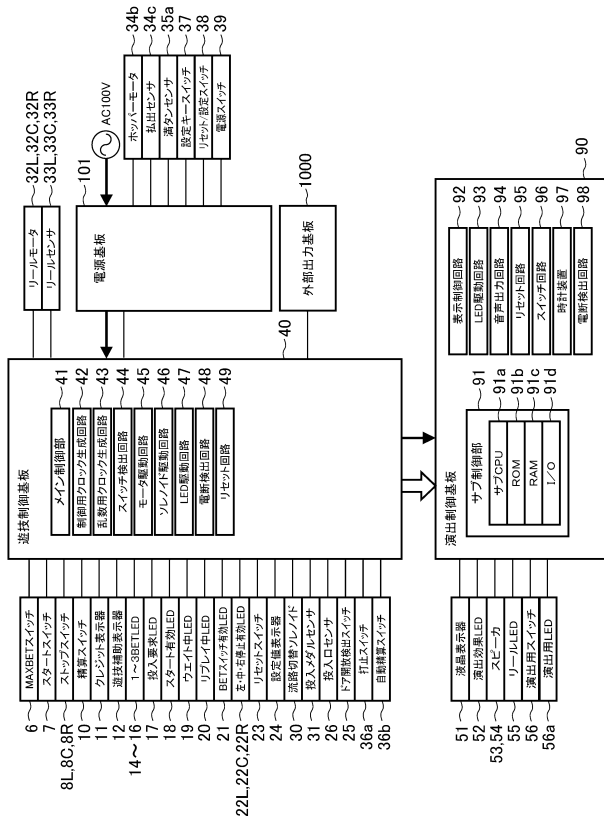 32L,32C,32R
リールモータ
33L,33C,33R
リールセンサ
AC100V
101
電源基板
34b
ホッパーモータ
34c
払出センサ
35a
満タンセンサ
37
設定キースイッチ
38
リセット/設定スイッチ
39
電源スイッチ
1000
外部出力基板
40
遊技制御基板
41
メイン制御部
42
制御用クロック生成回路
43
乱数用クロック生成回路
44
スイッチ検出回路
45
モータ駆動回路
46
ソレノイド駆動回路
47
LED駆動回路
48
電断検出回路
49
リセット回路
6
MAXBETスイッチ
7
スタートスイッチ
8L,8C,8R
ストップスイッチ
10
精算スイッチ
11
クレジット表示器
12
遊技補助表示器
14～16
1～3BETLED
17
投入要求LED
18
スタート有効LED
19
ウエイト中LED
20
リプレイ中LED
21
BETスイッチ有効LED
22L,22C,22R
左・中・右停止有効LED
23
リセットスイッチ
24
設定値表示器
30
流路切替ソレノイド
31
投入メダルセンサ
26
投入口センサ
25
ドア開放検出スイッチ
36a
打止スイッチ
36b
自動精算スイッチ
90
演出制御基板
91
サブ制御部
91a
サブCPU
91b
ROM
91c
RAM
91d
I/O
92
表示制御回路
93
LED駆動回路
94
音声出力回路
95
リセット回路
96
スイッチ回路
97
時計装置
98
電断検出回路
51
液晶表示器
52
演出効果LED
53,54
スピーカ
55
リールLED
56
演出用スイッチ
56a
演出用LED